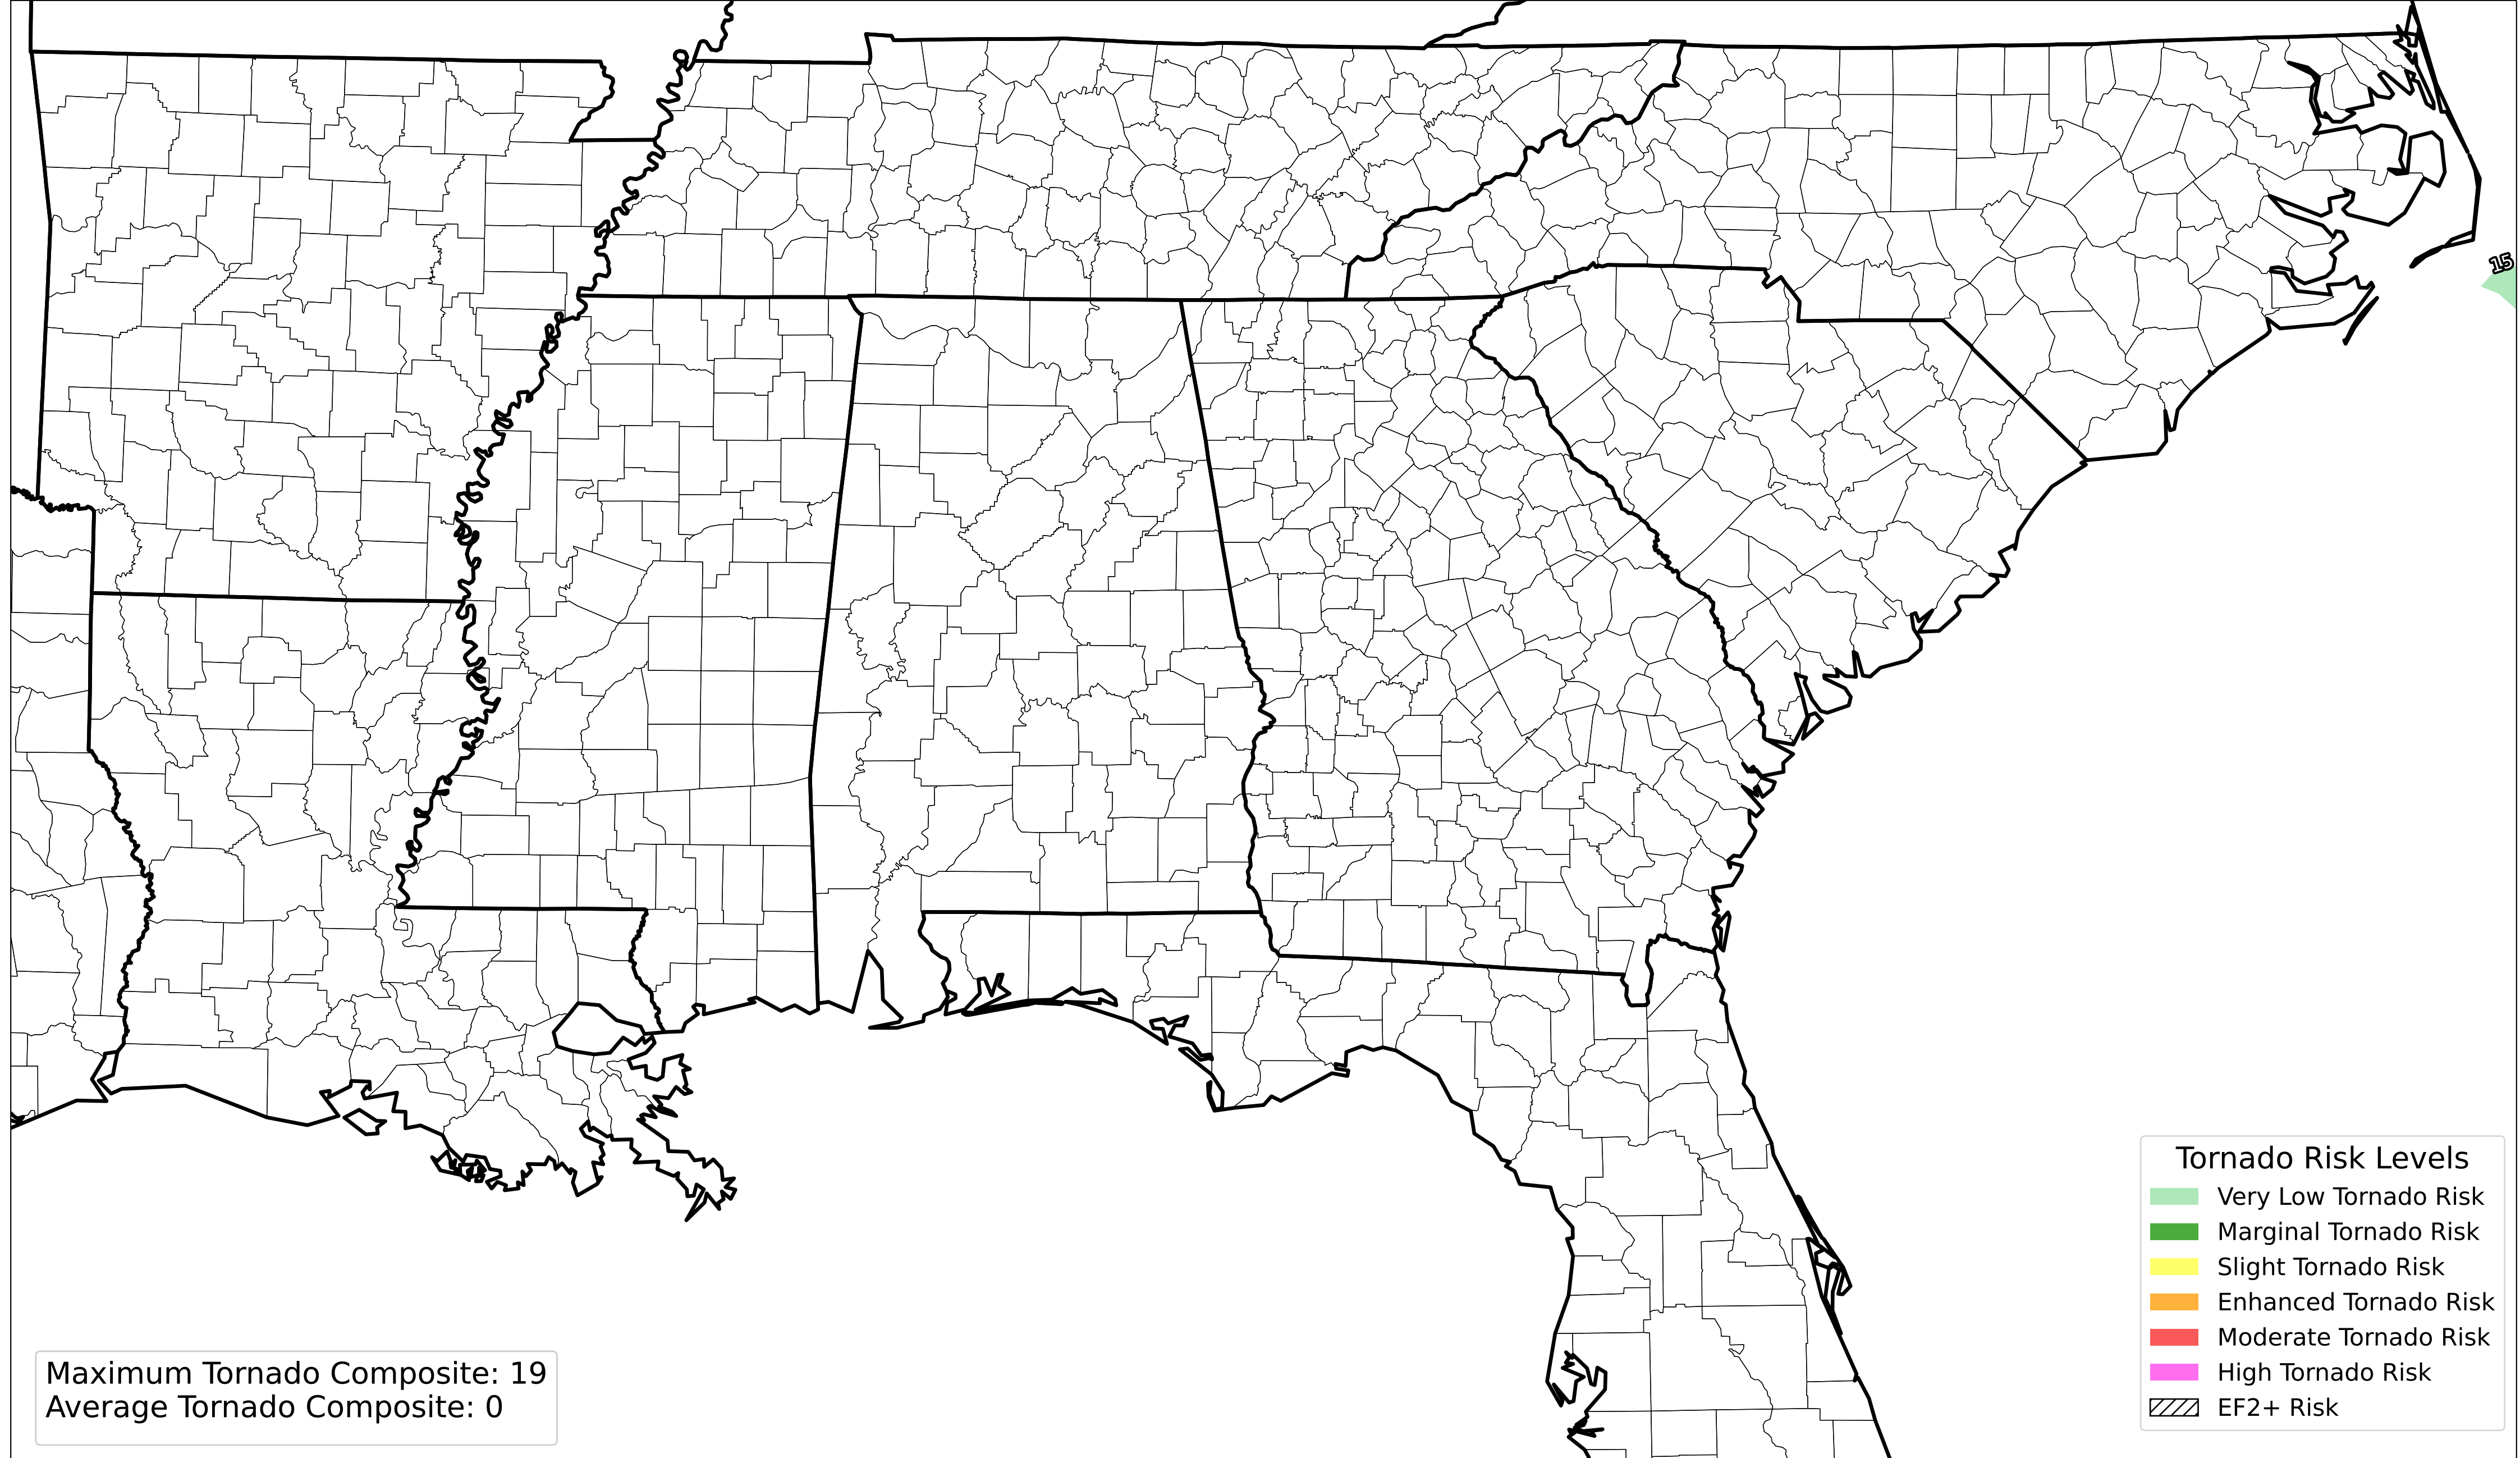 15
Tornado Risk Levels
Very Low Tornado Risk
Marginal Tornado Risk
Slight Tornado Risk
Enhanced Tornado Risk
Moderate Tornado Risk
High Tornado Risk
EF2+ Risk
Maximum Tornado Composite: 19
Average Tornado Composite: 0